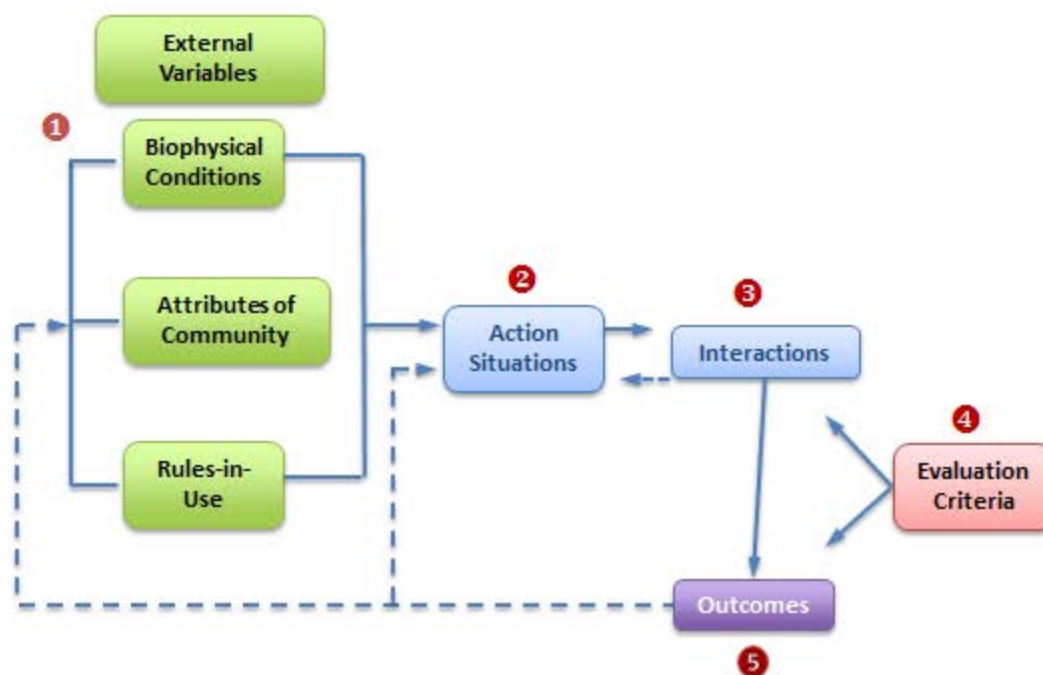 External
Variables
1
Biophysical
Conditions
Attributes of
Community
Rules-in-
Use
2
Action
Situations
3
Interactions
4
Evaluation
Criteria
Outcomes
5